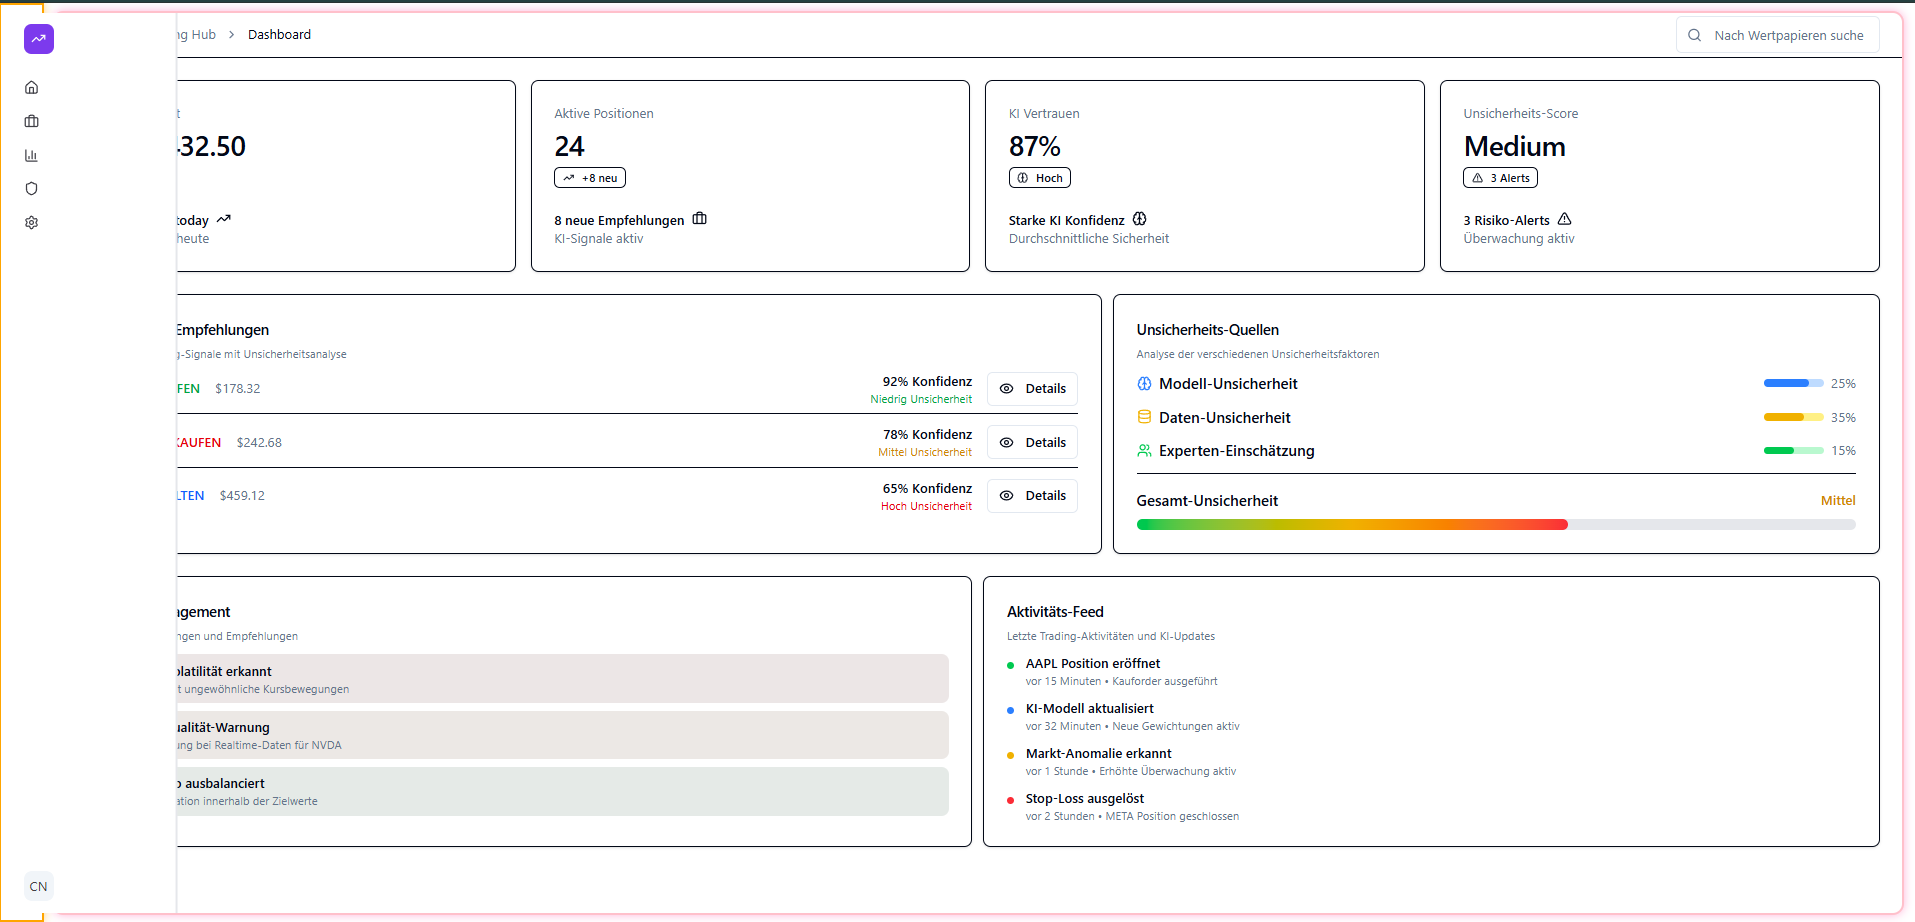 Hub
Dashboard
Nach Wertpapieren suche
32.50
today
heute
Aktive Positionen
24
+8 neu
8 neue Empfehlungen
KI-Signale aktiv
KI Vertrauen
87%
Hoch
Starke KI Konfidenz
Durchschnittliche Sicherheit
Unsicherheits-Score
Medium
3 Alerts
3 Risiko-Alerts
Überwachung aktiv
Empfehlungen
g-Signale mit Unsicherheitsanalyse
FEN $178.32
92% Konfidenz
Niedrig Unsicherheit
Details
KAUFEN $242.68
78% Konfidenz
Mittel Unsicherheit
Details
LTEN $459.12
65% Konfidenz
Hoch Unsicherheit
Details
Unsicherheits-Quellen
Analyse der verschiedenen Unsicherheitsfaktoren
Modell-Unsicherheit 25%
Daten-Unsicherheit 35%
Experten-Einschätzung 15%
Gesamt-Unsicherheit Mittel
gement
ngen und Empfehlungen
olatilität erkannt
t ungewöhnliche Kursbewegungen
ualität-Warnung
ung bei Realtime-Daten für NVDA
o ausbalanciert
ation innerhalb der Zielwerte
Aktivitäts-Feed
Letzte Trading-Aktivitäten und KI-Updates
AAPL Position eröffnet
vor 15 Minuten • Kauforder ausgeführt
KI-Modell aktualisiert
vor 32 Minuten • Neue Gewichtungen aktiv
Markt-Anomalie erkannt
vor 1 Stunde • Erhöhte Überwachung aktiv
Stop-Loss ausgelöst
vor 2 Stunden • META Position geschlossen
CN